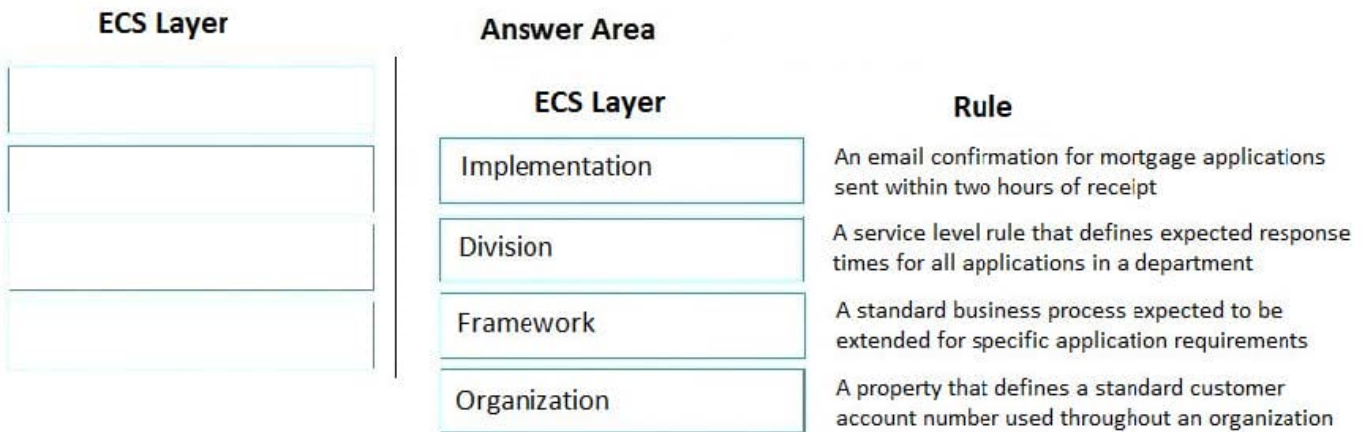 ECS Layer
Answer Area
ECS Layer
Rule
Implementation
An email confirmation for mortgage applications
sent within two hours of receipt
Division
A service level rule that defines expected response
times for all applications in a department
Framework
A standard business process expected to be
extended for specific application requirements
Organization
A property that defines a standard customer
account number used throughout an organization